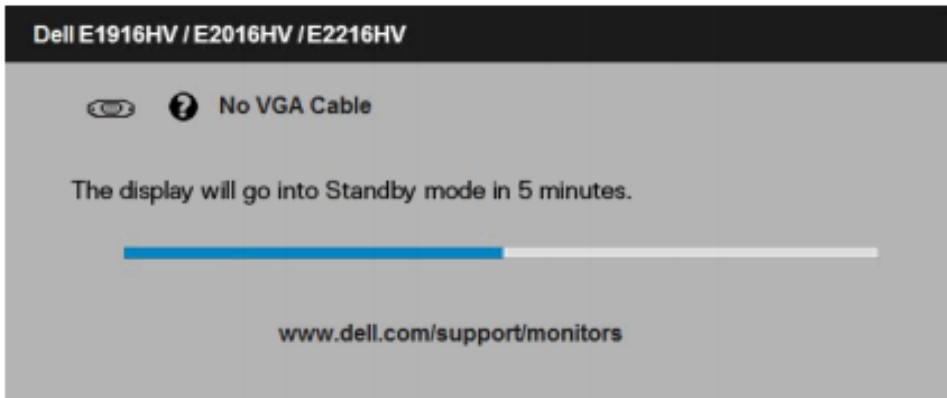 Dell E1916HV / E2016HV / E2216HV
? No VGA Cable
The display will go into Standby mode in 5 minutes.
www.dell.com/support/monitors